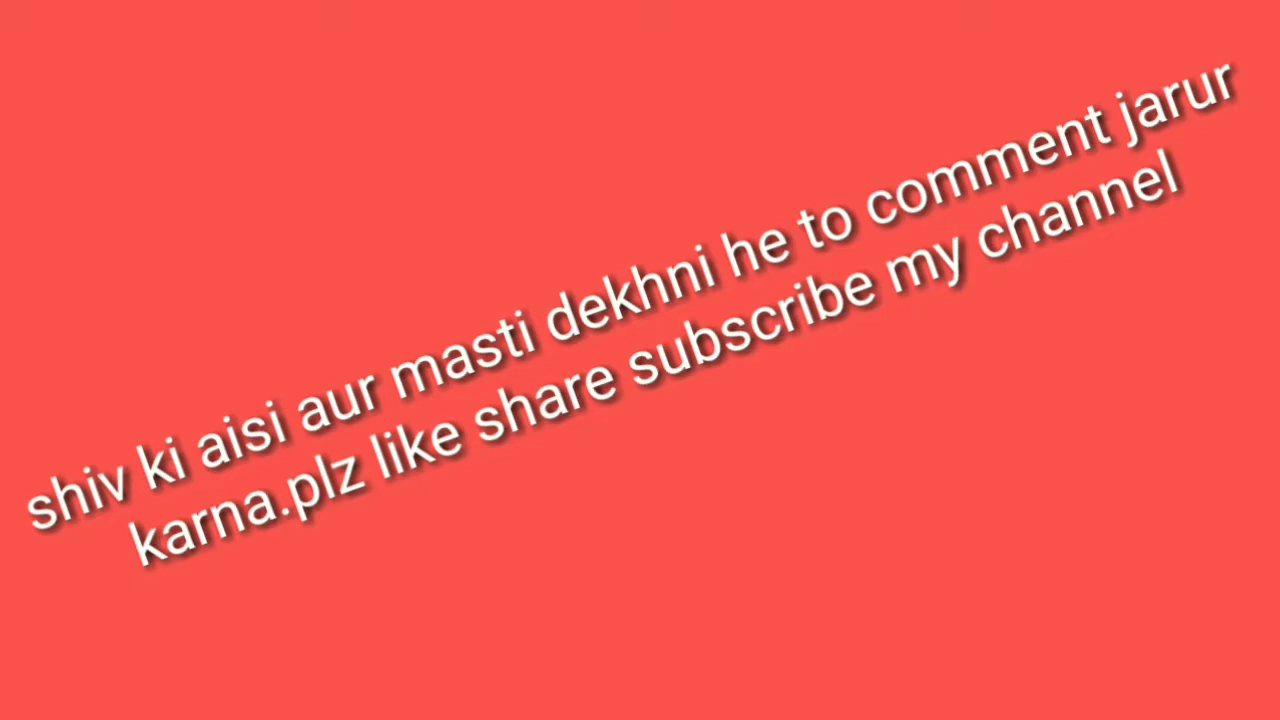 shiv ki aisi aur masti dekhni he to comment jarur
karna.plz like share subscribe my channel